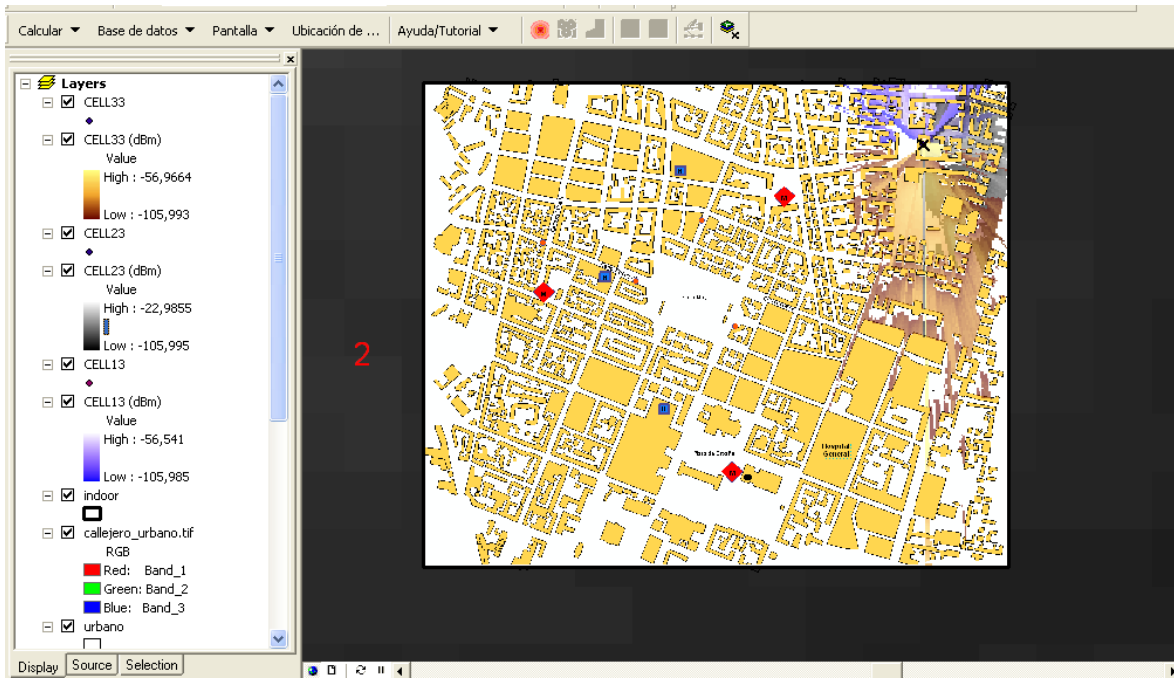 Calcular Base de datos Pantalla Ubicación de ... Ayuda/Tutorial
Layers
CELL33
CELL33 (dBm)
Value
High : -56,9664
Low : -105,993
CELL23
CELL23 (dBm)
Value
High : -22,9855
Low : -105,995
CELL13
CELL13 (dBm)
Value
High : -56,541
Low : -105,985
indoor
callejero_urbano.tif
RGB
Red: Band_1
Green: Band_2
Blue: Band_3
urbano
Display Source Selection
2
M
H
M
H
H
M
Hospital
General